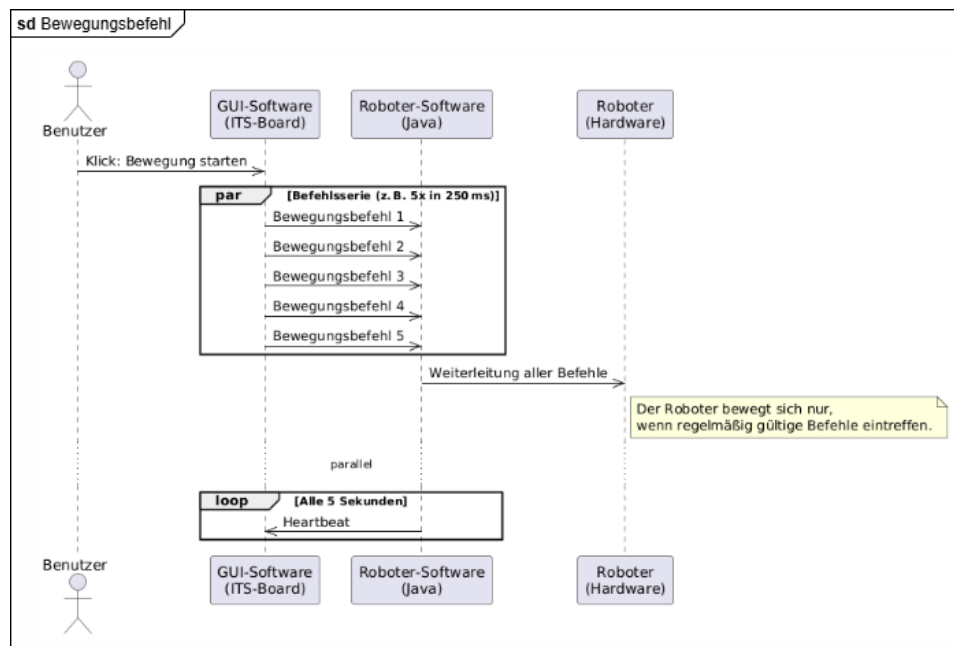 sd Bewegungsbefehl
Benutzer
GUI-Software
(ITS-Board)
Roboter-Software
(Java)
Roboter
(Hardware)
Klick: Bewegung starten
par [Befehlsserie (z. B. 5x in 250 ms)]
Bewegungsbefehl 1
Bewegungsbefehl 2
Bewegungsbefehl 3
Bewegungsbefehl 4
Bewegungsbefehl 5
Weiterleitung aller Befehle
Der Roboter bewegt sich nur,
wenn regelmäßig gültige Befehle eintreffen.
parallel
loop [Alle 5 Sekunden]
Heartbeat
Benutzer
GUI-Software
(ITS-Board)
Roboter-Software
(Java)
Roboter
(Hardware)